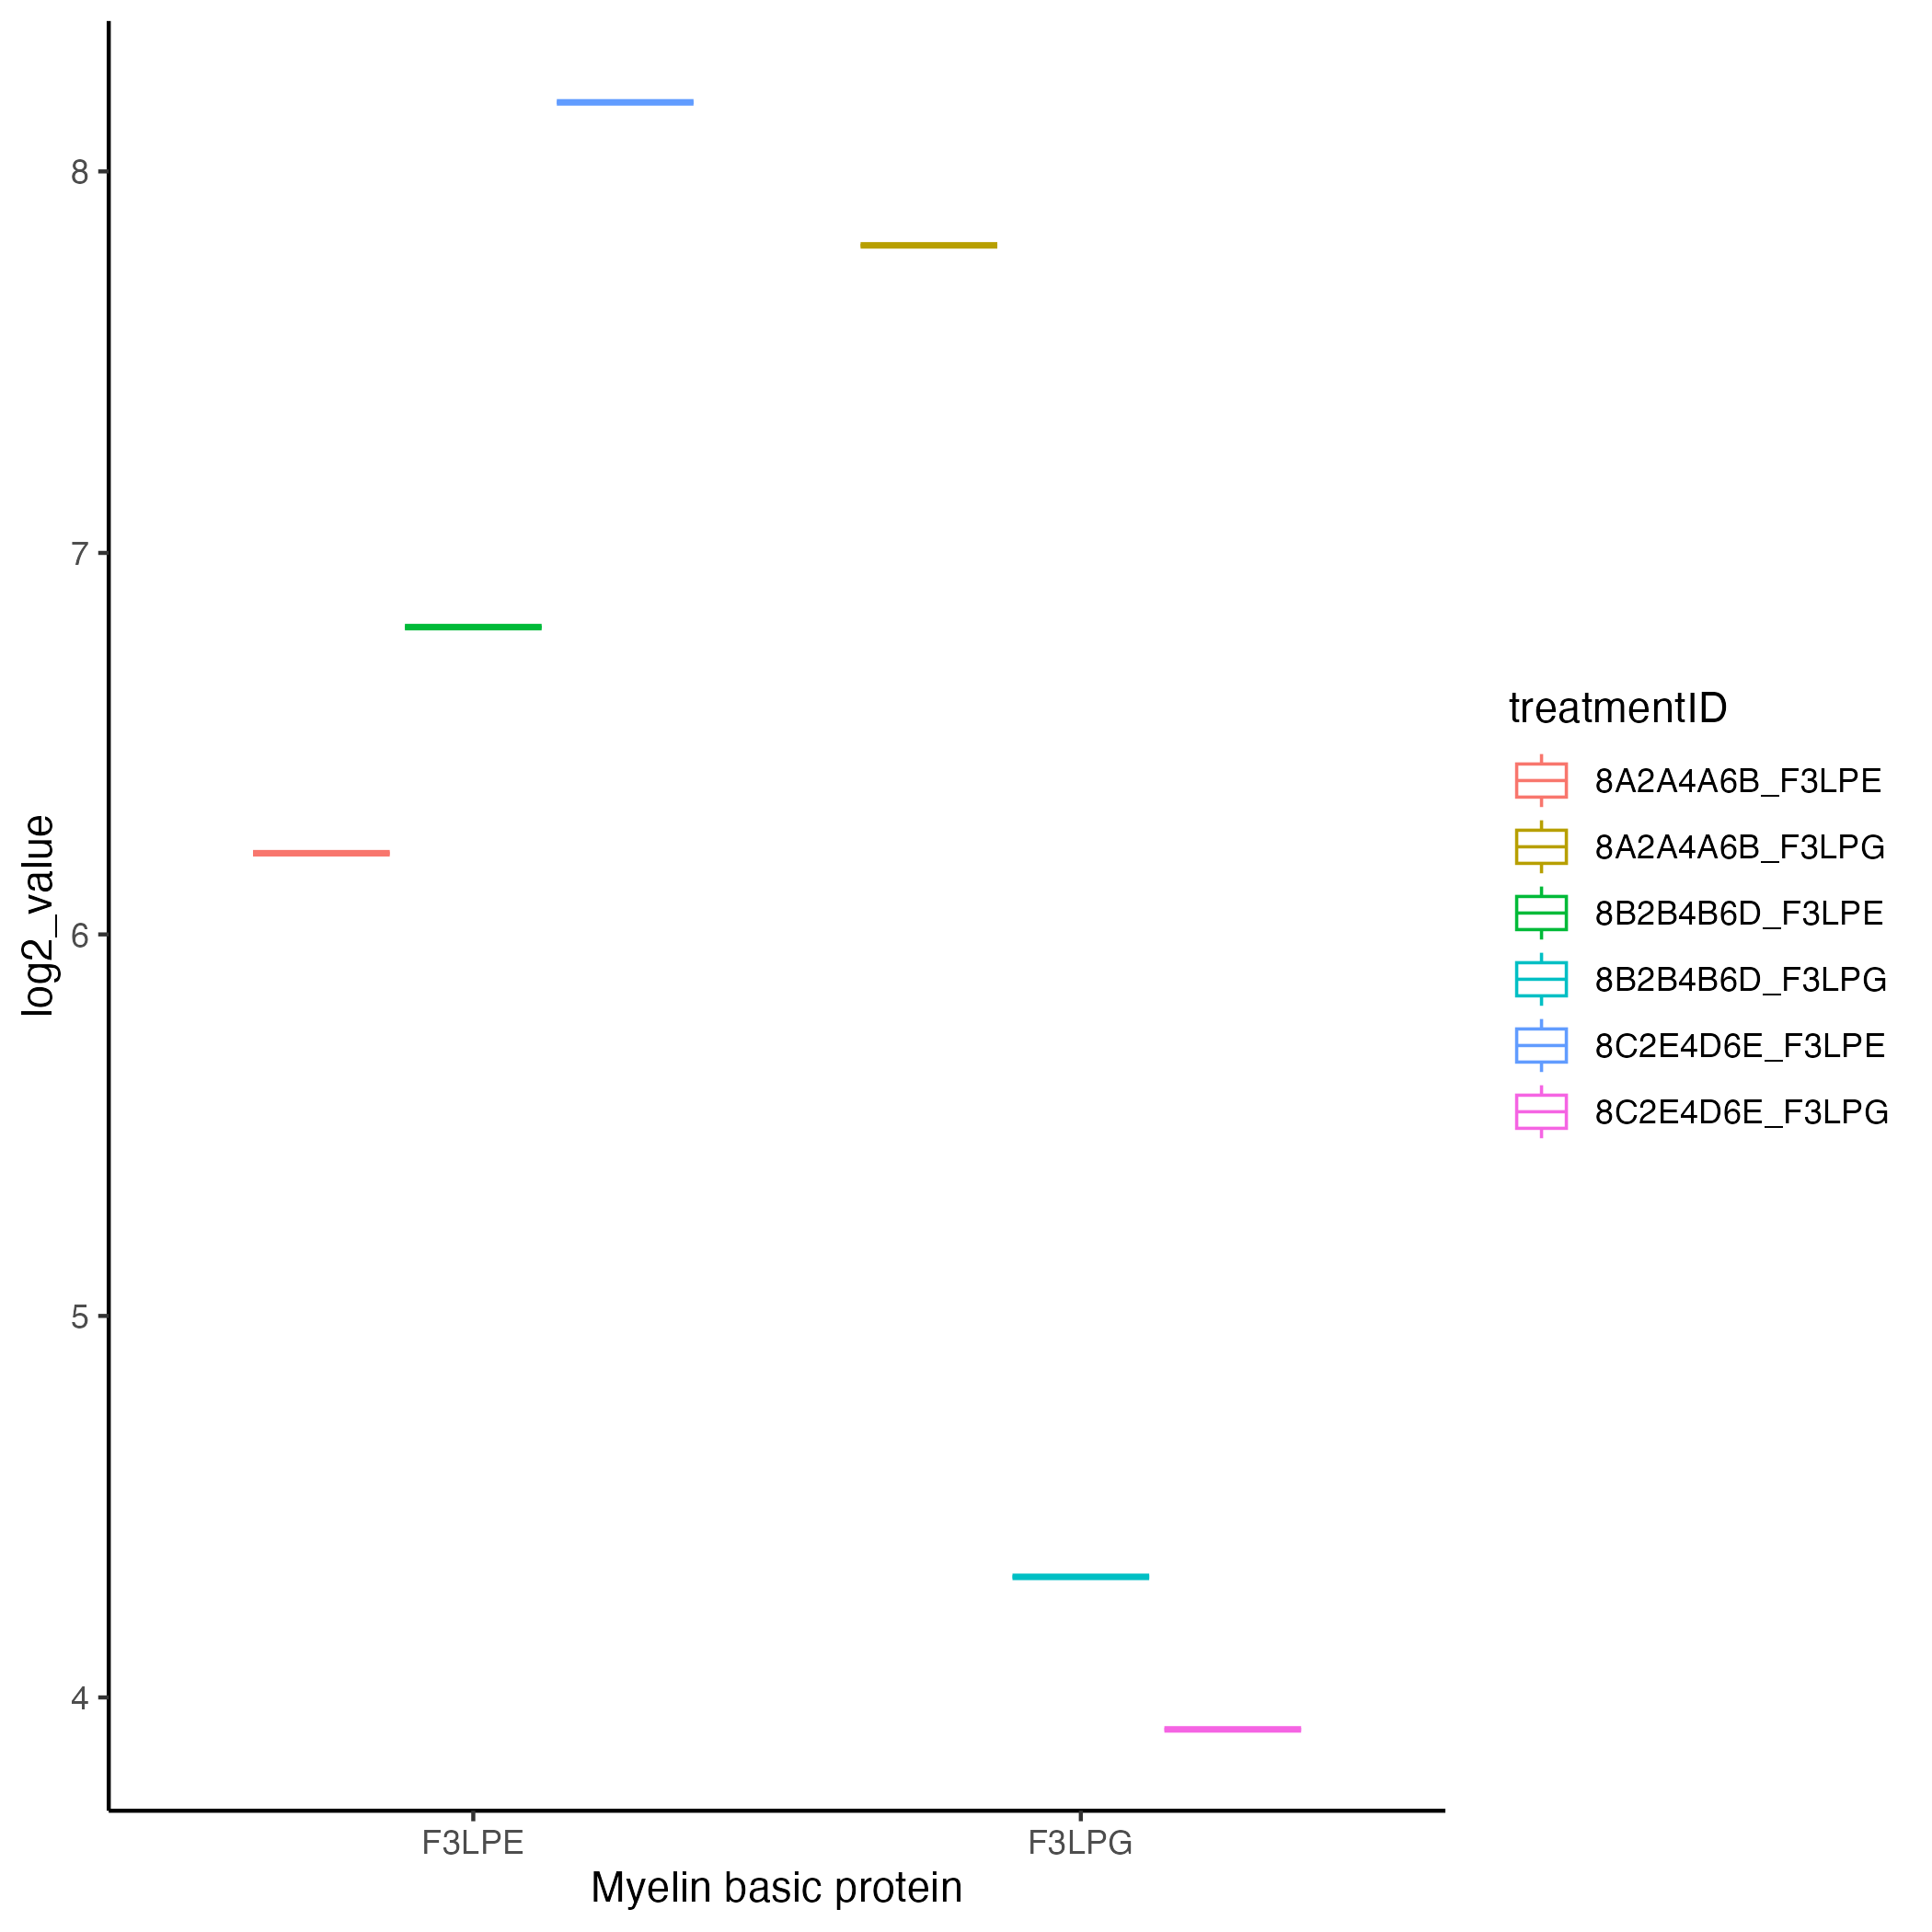 log2_value
8
7
6
5
4
F3LPE
F3LPG
Myelin basic protein
treatmentID
8A2A4A6B_F3LPE
8A2A4A6B_F3LPG
8B2B4B6D_F3LPE
8B2B4B6D_F3LPG
8C2E4D6E_F3LPE
8C2E4D6E_F3LPG